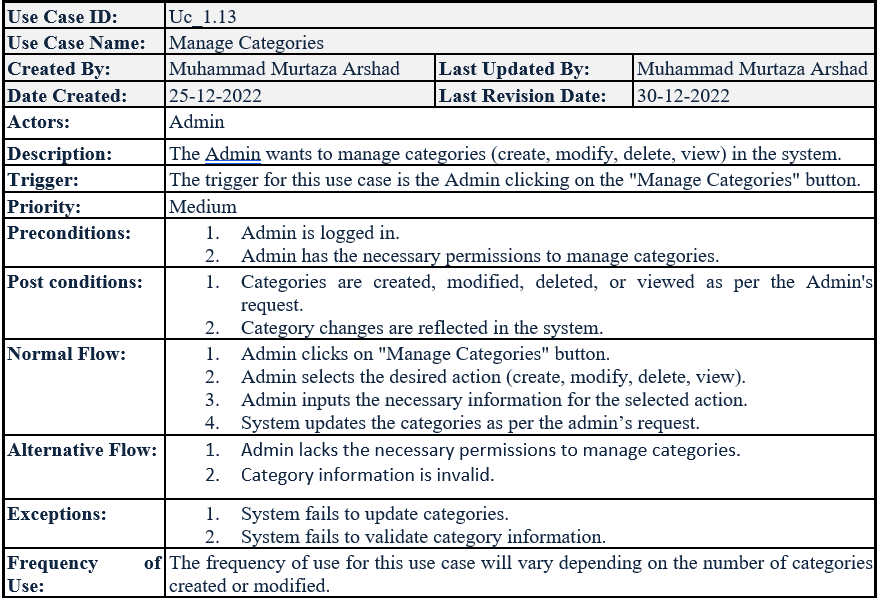 Use Case ID: Uc_1.13
Use Case Name: Manage Categories
Created By: Muhammad Murtaza Arshad Last Updated By: Muhammad Murtaza Arshad
Date Created: 25-12-2022 Last Revision Date: 30-12-2022
Actors: Admin
Description: The Admin wants to manage categories (create, modify, delete, view) in the system.
Trigger: The trigger for this use case is the Admin clicking on the "Manage Categories" button.
Priority: Medium
Preconditions: 1. Admin is logged in.
2. Admin has the necessary permissions to manage categories.
Post conditions: 1. Categories are created, modified, deleted, or viewed as per the Admin's
request.
2. Category changes are reflected in the system.
Normal Flow: 1. Admin clicks on "Manage Categories" button.
2. Admin selects the desired action (create, modify, delete, view).
3. Admin inputs the necessary information for the selected action.
4. System updates the categories as per the admin’s request.
Alternative Flow: 1. Admin lacks the necessary permissions to manage categories.
2. Category information is invalid.
Exceptions: 1. System fails to update categories.
2. System fails to validate category information.
Frequency of The frequency of use for this use case will vary depending on the number of categories
Use: created or modified.